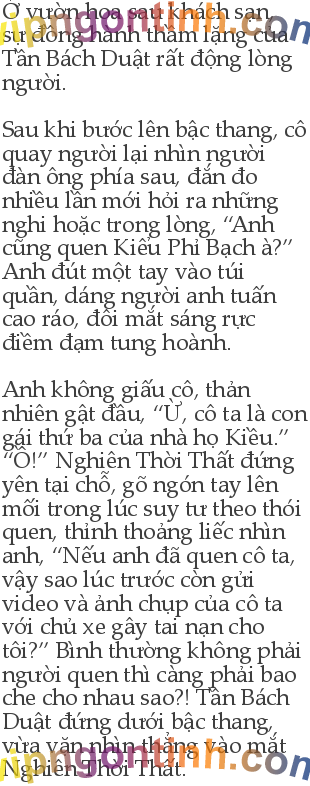 Ở vườn hoa sau khách sạn,
sự đồng hành thầm lặng của
Tần Bách Duật rất động lòng
người.

Sau khi bước lên bậc thang, cô
quay người lại nhìn người
đàn ông phía sau, đắn đo
nhiều lần mới hỏi ra những
nghi hoặc trong lòng, “Anh
cũng quen Kiểu Phỉ Bạch à?”
Anh đút một tay vào túi
quần, dáng người anh tuấn
cao ráo, đôi mắt sáng rực
điềm đạm tung hoành.

Anh không giấu cô, thản
nhiên gật đầu, “Ừ, cô ta là con
gái thứ ba của nhà họ Kiều.”
“Ồ!” Nghiên Thời Thất đứng
yên tại chỗ, gõ ngón tay lên
môi trong lúc suy tư theo thói
quen, thỉnh thoảng liếc nhìn
anh, “Nếu anh đã quen cô ta,
vậy sao lúc trước còn gửi
video và ảnh chụp của cô ta
với chủ xe gây tai nạn cho
tôi?” Bình thường không phải
người quen thì càng phải bao
che cho nhau sao?! Tần Bách
Duật đứng dưới bậc thang,
vừa vặn nhìn thẳng vào mắt
Nghiên Thời Thất.
vipngontinh.com
vipngontinh.com